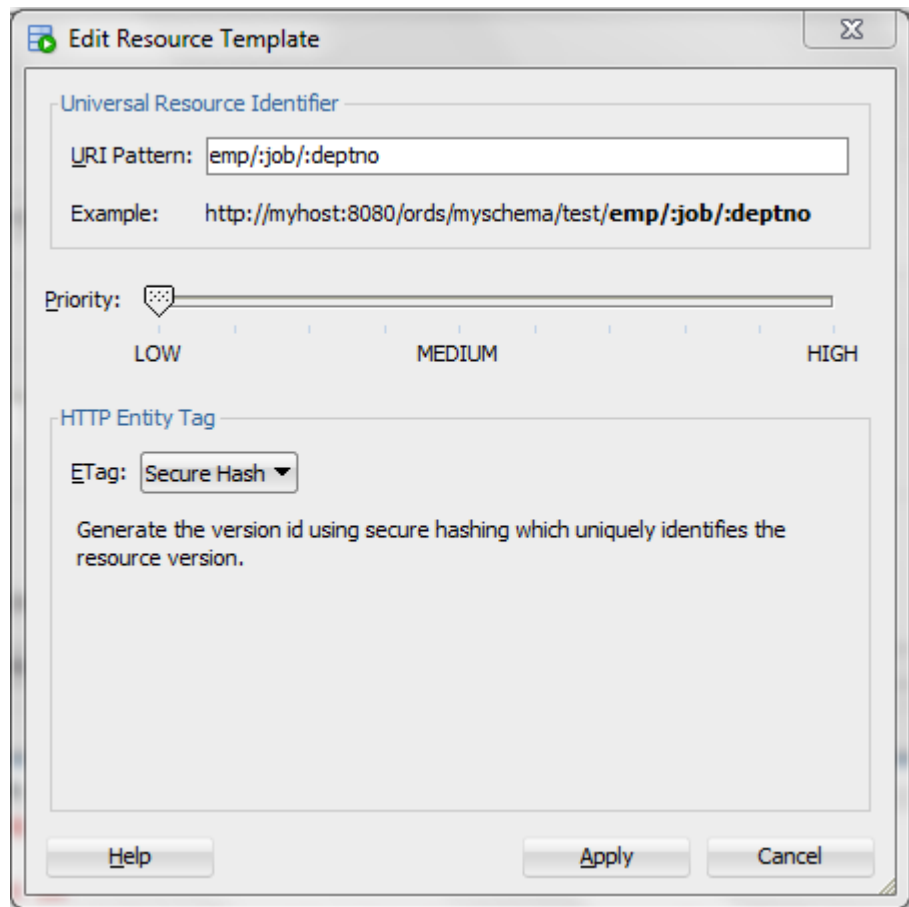 Edit Resource Template
Universal Resource Identifier
URI Pattern: emp/:job/:deptno
Example: http://myhost:8080/ords/myschema/test/emp/:job/:deptno
Priority:
LOW MEDIUM HIGH
HTTP Entity Tag
ETag: Secure Hash
Generate the version id using secure hashing which uniquely identifies the
resource version.
Help Apply Cancel